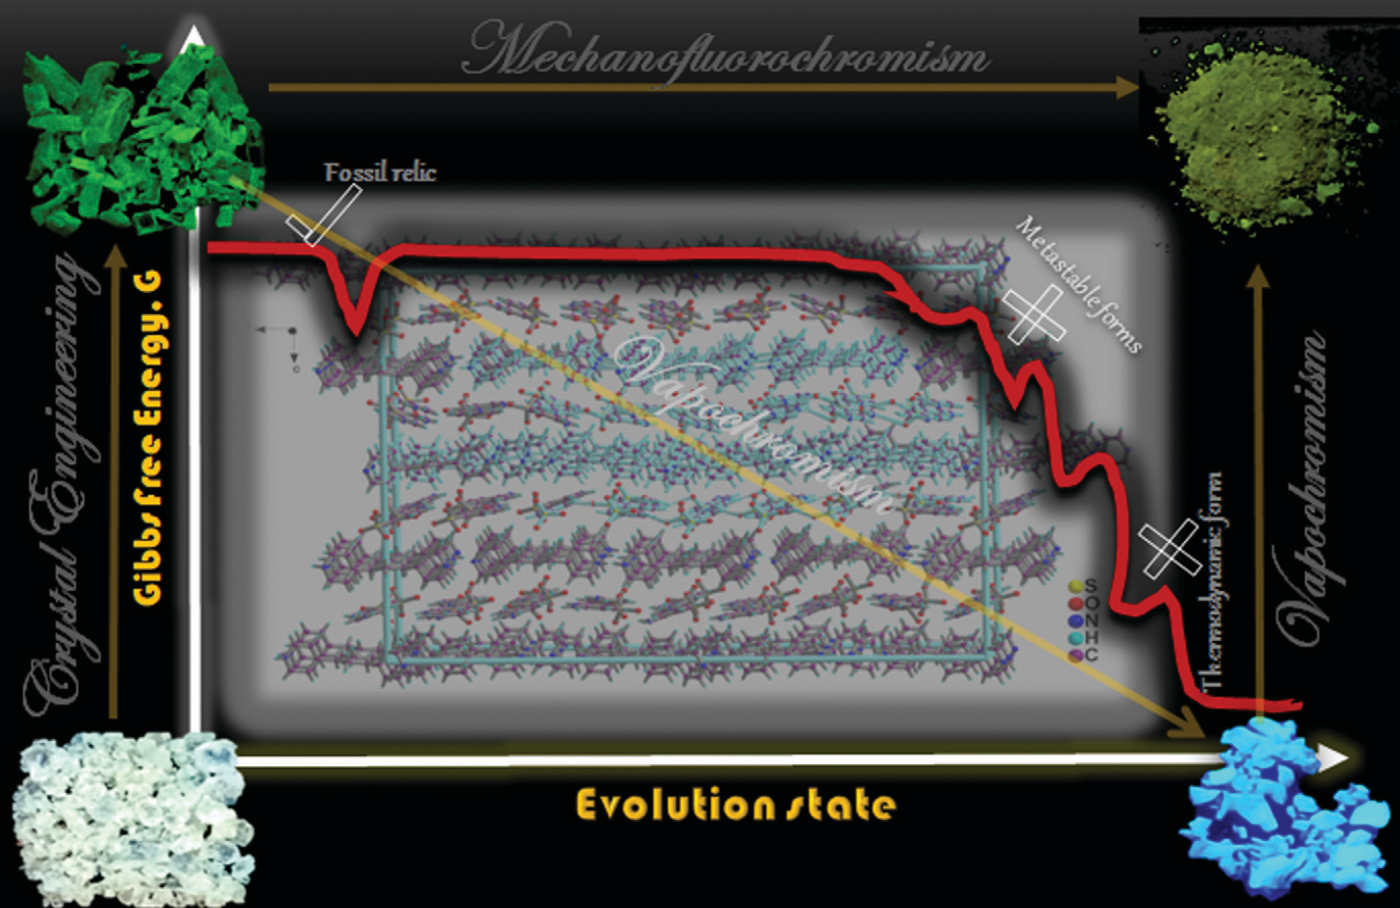 Mechanofluorochromism
Fossil relic
Metastable forms
Crystal Engineering
Gibbs free Energy, G
Vapochromism
Vapochromism
Thermodynamic form
c
S
O
N
H
C
Evolution state